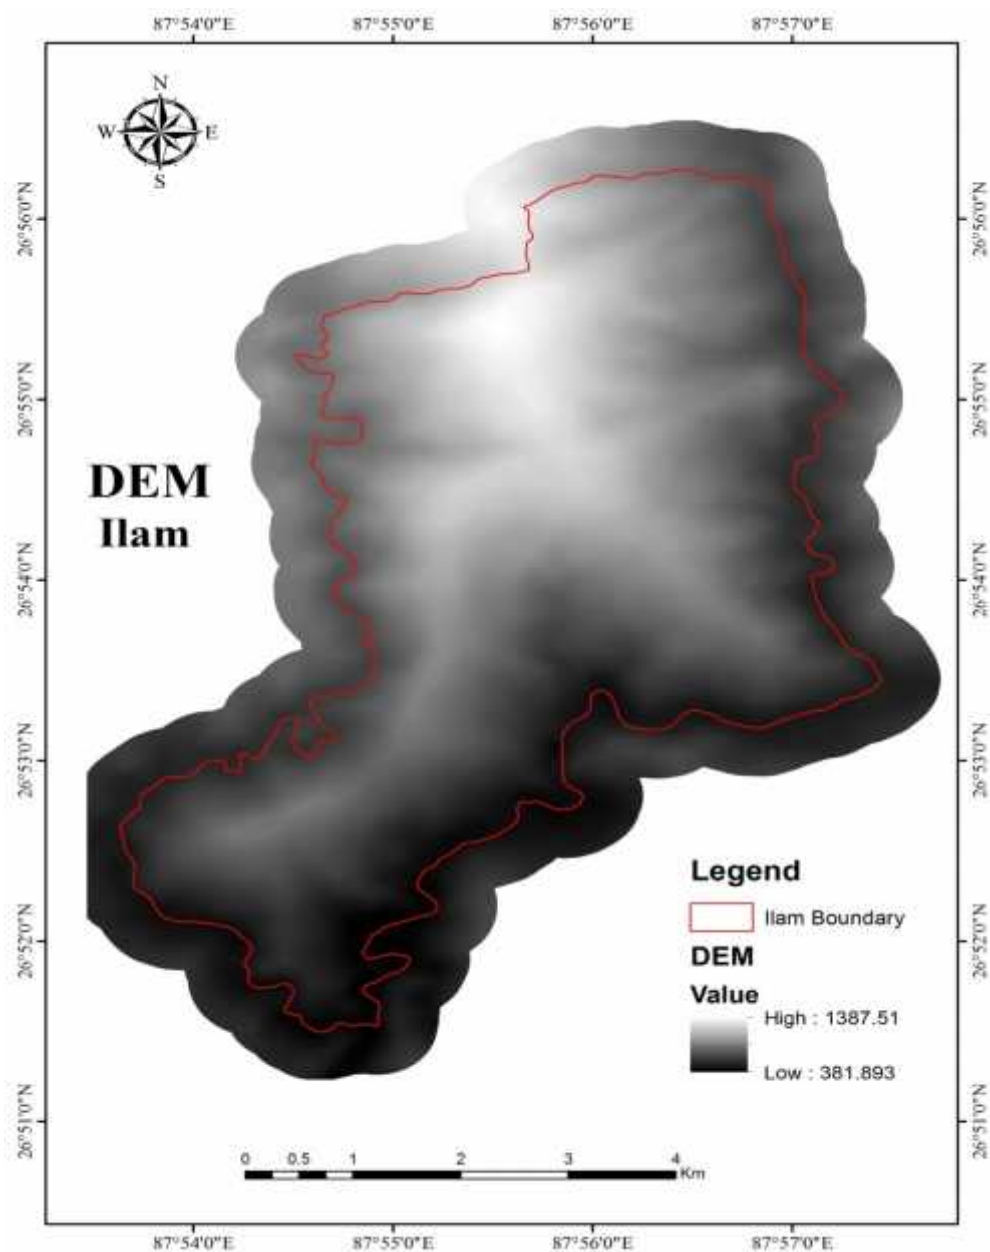 87°54'0"E 87°55'0"E 87°56'0"E 87°57'0"E
N
W E
S
26°56'0"N 26°56'0"N
26°55'0"N 26°55'0"N
DEM
Ilam
26°54'0"N 26°54'0"N
26°53'0"N 26°53'0"N
Legend
Ilam Boundary
26°52'0"N 26°52'0"N
DEM
Value
High : 1387.51
Low : 381.893
26°51'0"N 26°51'0"N
0 0.5 1 2 3 4
Km
87°54'0"E 87°55'0"E 87°56'0"E 87°57'0"E